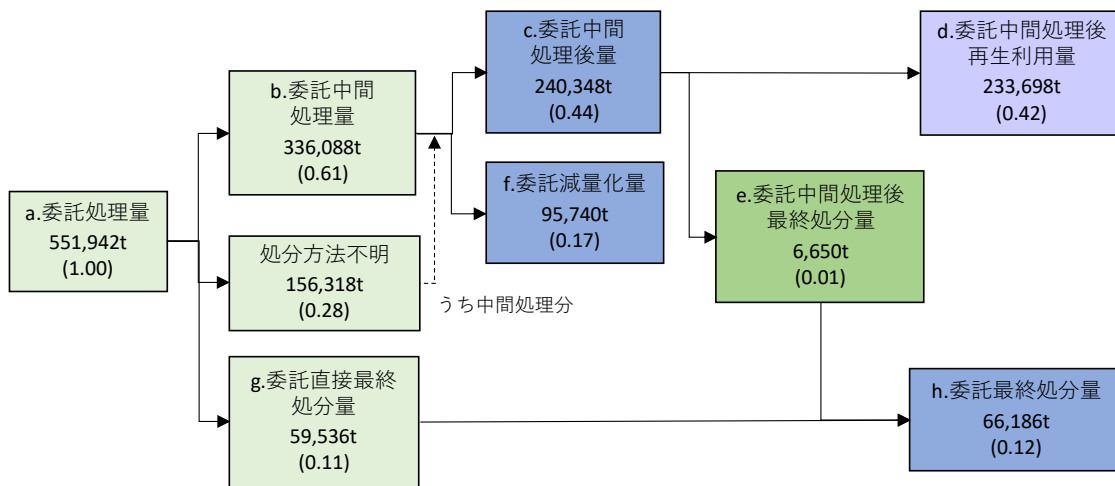 a.委託処理量
551,942t
(1.00)
b.委託中間
処理量
336,088t
(0.61)
処分方法不明
156,318t
(0.28)
うち中間処理分
g.委託直接最終
処分量
59,536t
(0.11)
c.委託中間
処理後量
240,348t
(0.44)
f.委託減量化量
95,740t
(0.17)
d.委託中間処理後
再生利用量
233,698t
(0.42)
e.委託中間処理後
最終処分量
6,650t
(0.01)
h.委託最終処分量
66,186t
(0.12)